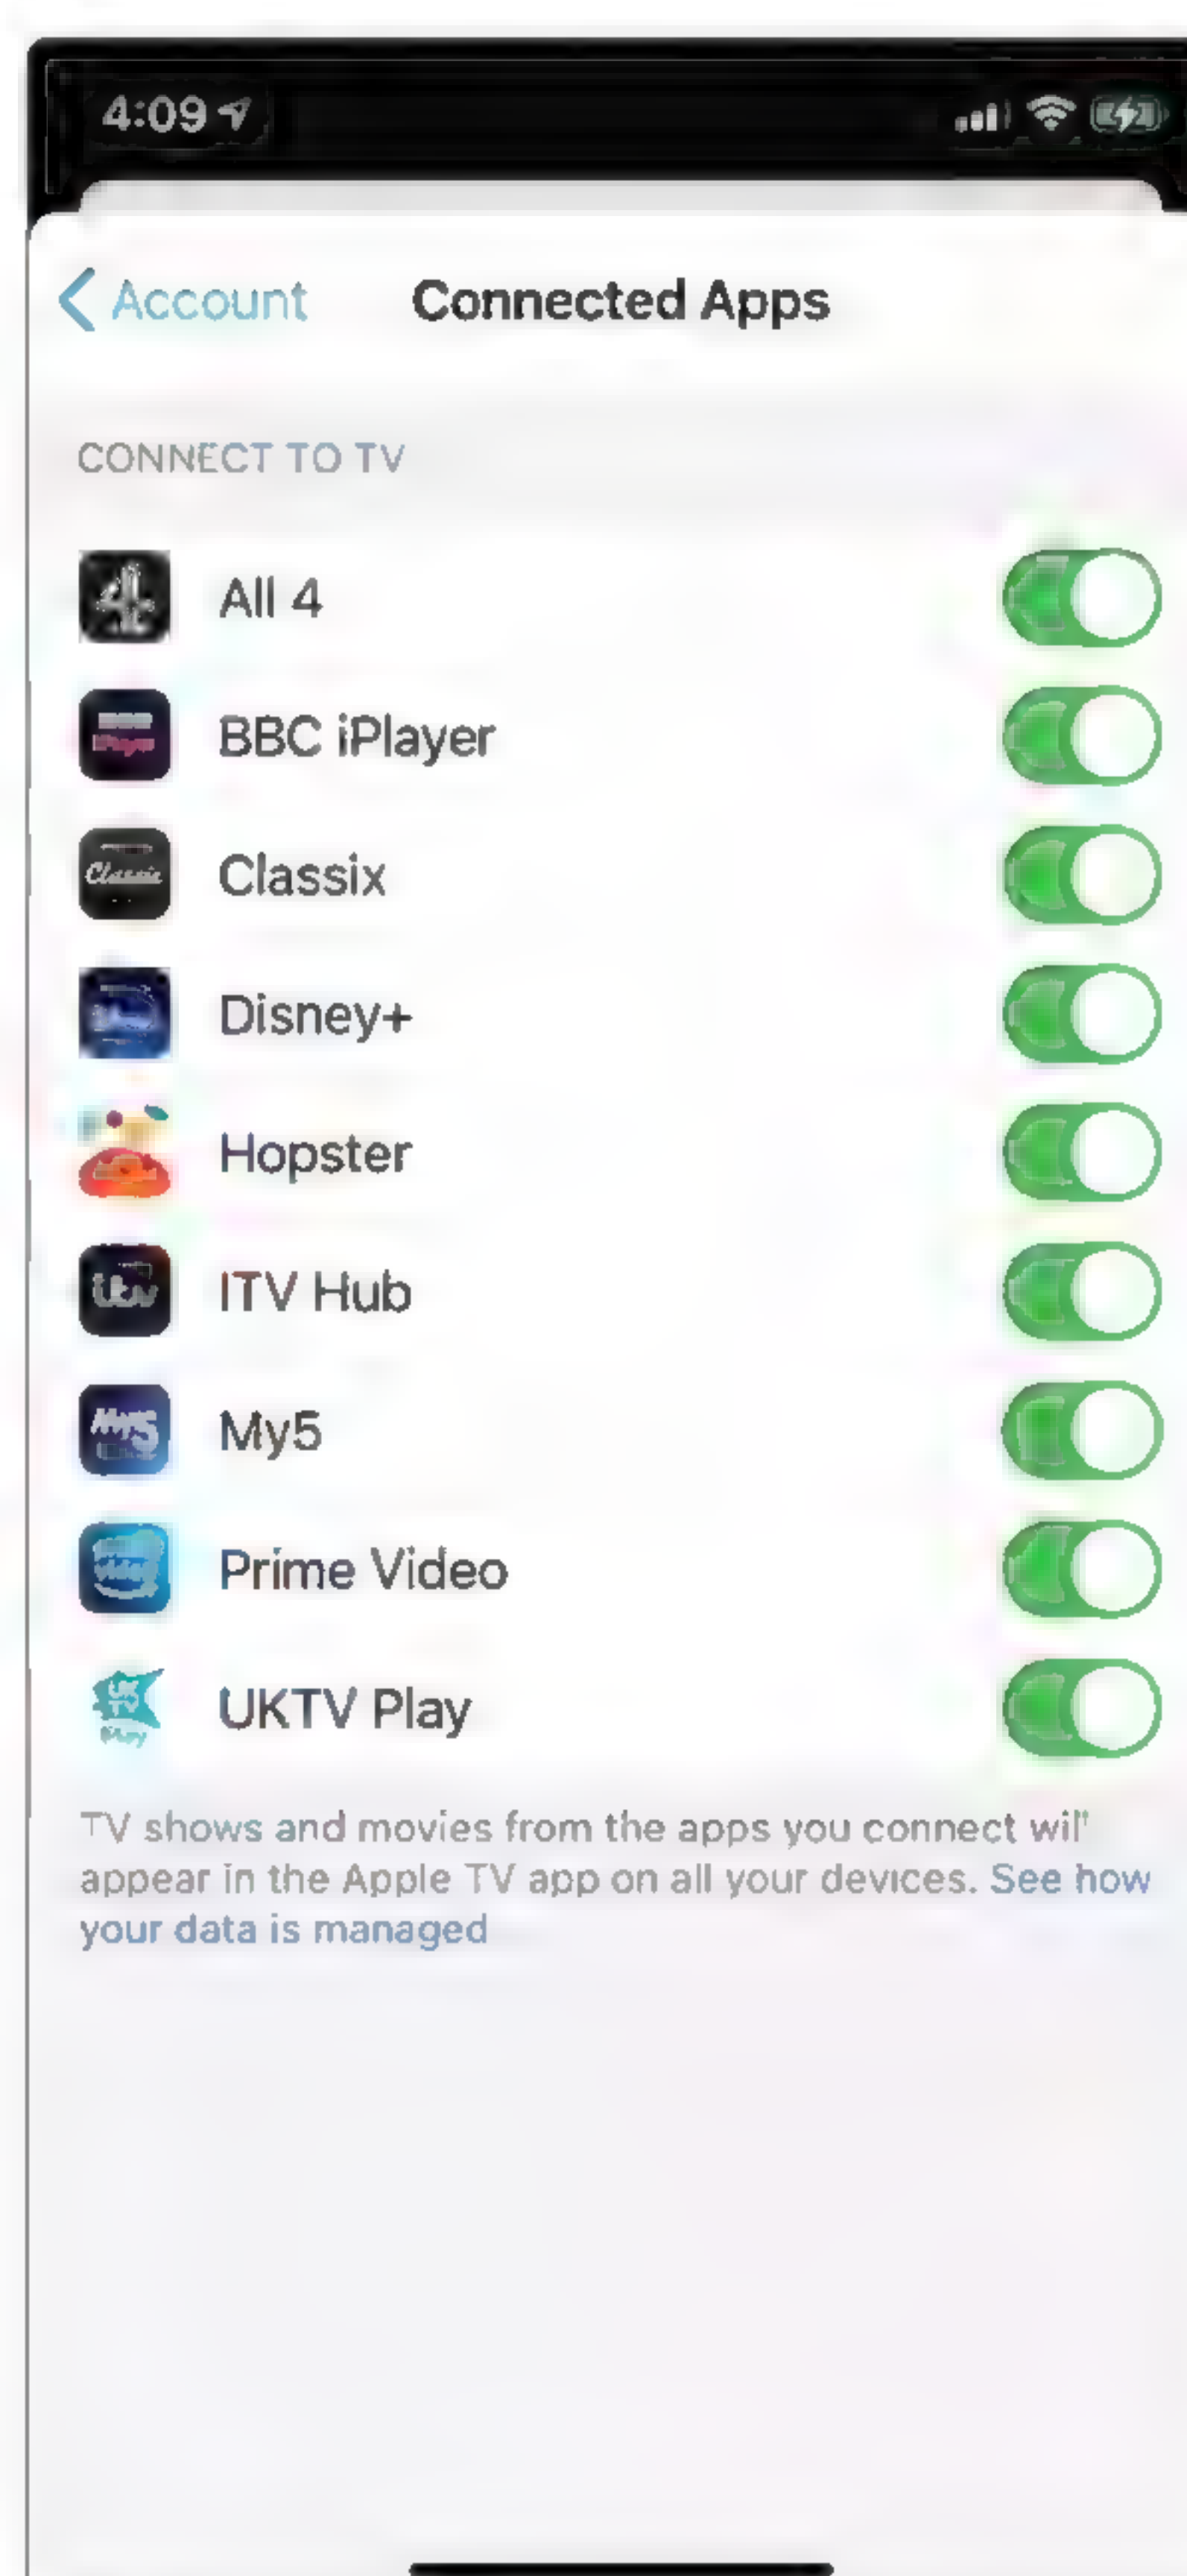 4:09
Account
Connected Apps
CONNECT TO TV
All 4
BBC iPlayer
Classix
Disney+
Hopster
itv
ITV Hub
My5
My5
Prime Video
UKTV Play
TV shows and movies from the apps you connect will
appear in the Apple TV app on all your devices. See how
your data is managed